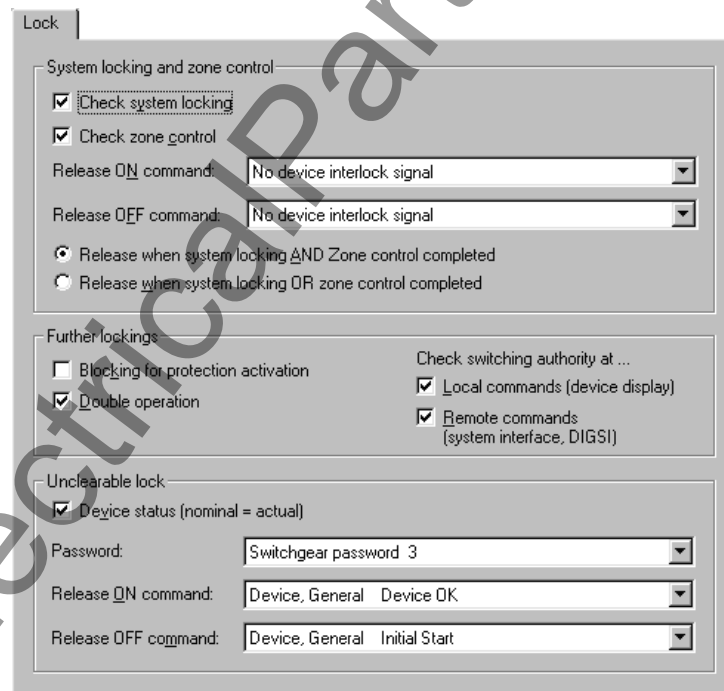 Lock
System locking and zone control
Check system locking
Check zone control
Release ON command: No device interlock signal
Release OFF command: No device interlock signal
Release when system locking AND Zone control completed
Release when system locking OR zone control completed
Further lockings
Blocking for protection activation
Double operation
Check switching authority at ...
Local commands (device display)
Remote commands
(system interface, DIGSI)
Unclearable lock
Device status (nominal = actual)
Password: Switchgear password 3
Release ON command: Device, General Device OK
Release OFF command: Device, General Initial Start
ectricalPar